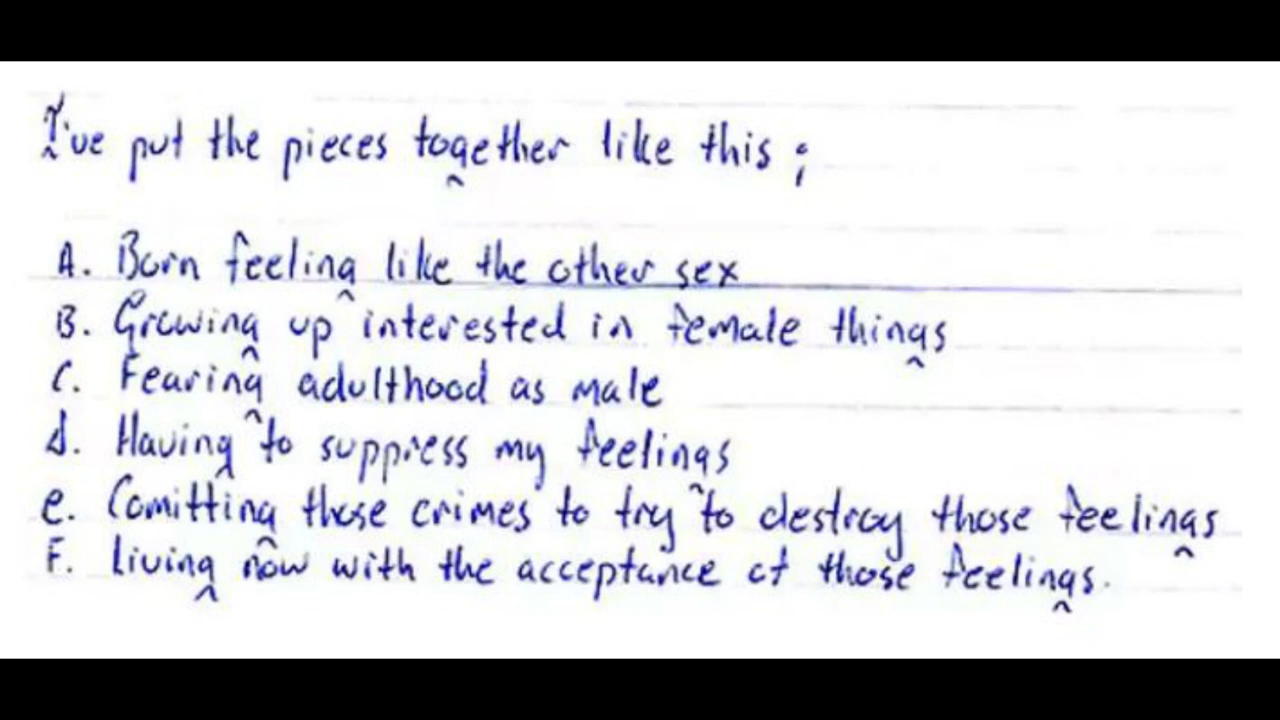 I've put the pieces together like this;
A. Born feeling like the other sex
B. Growing up interested in female things
C. Fearing adulthood as male
d. Having to suppress my feelings
e. Comitting those crimes to try to destroy those feelings
F. Living now with the acceptance of those feelings.